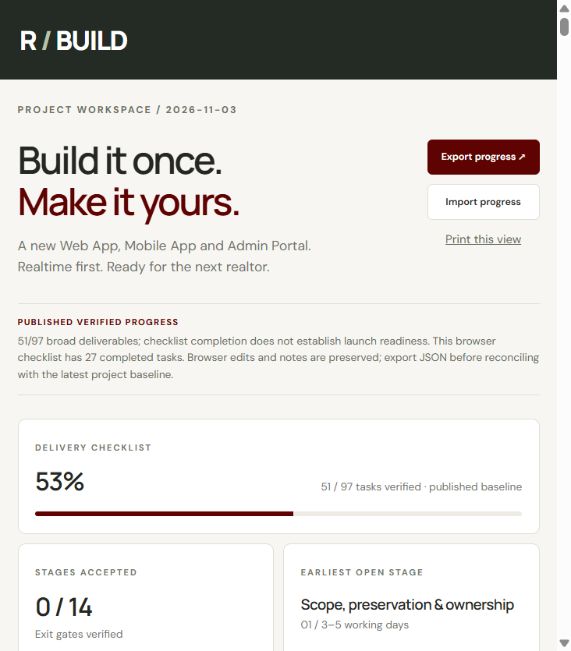 R / BUILD
PROJECT WORKSPACE / 2026-11-03
Build it once.
Make it yours.
A new Web App, Mobile App and Admin Portal.
Realtime first. Ready for the next realtor.
Export progress ↗
Import progress
Print this view
PUBLISHED VERIFIED PROGRESS
51/97 broad deliverables; checklist completion does not establish launch readiness. This browser
checklist has 27 completed tasks. Browser edits and notes are preserved; export JSON before reconciling
with the latest project baseline.
DELIVERY CHECKLIST
53%
51 / 97 tasks verified · published baseline
STAGES ACCEPTED
0 / 14
Exit gates verified
EARLIEST OPEN STAGE
Scope, preservation & ownership
01 / 3–5 working days